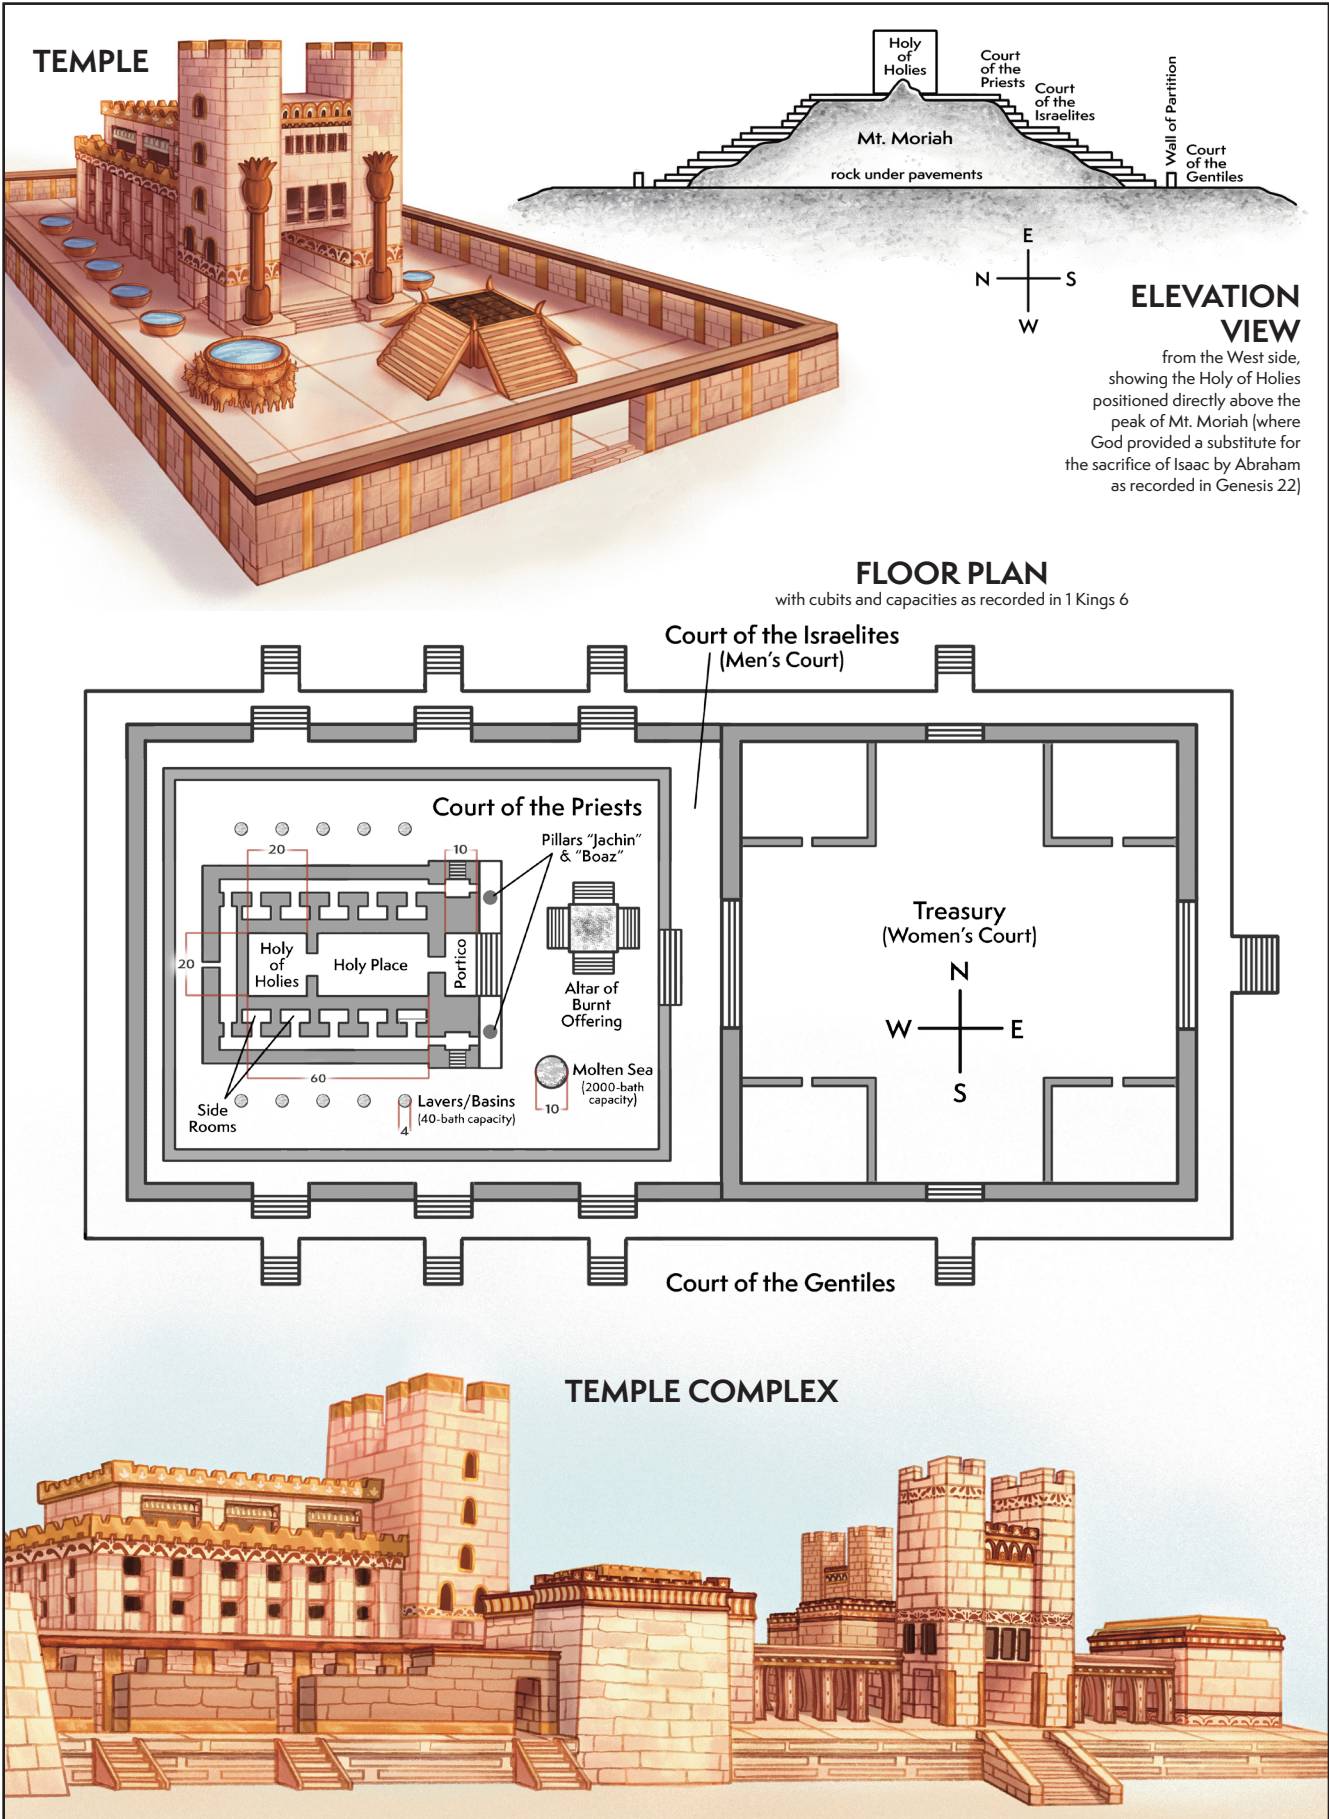 TEMPLE
Holy
of
Holies
Court
of the
Priests
Court
of the
Israelites
Wall of Partition
Court
of the
Gentiles
Mt. Moriah
rock under pavements
E
N
S
W
ELEVATION
VIEW
from the West side,
showing the Holy of Holies
positioned directly above the
peak of Mt. Moriah (where
God provided a substitute for
the sacrifice of Isaac by Abraham
as recorded in Genesis 22)
FLOOR PLAN
with cubits and capacities as recorded in 1 Kings 6
Court of the Israelites
(Men's Court)
Court of the Priests
20
10
Pillars "Jachin"
& "Boaz"
20
Holy
of
Holies
Holy Place
Portico
Altar of
Burnt
Offering
60
Side
Rooms
Lavers/Basins
(40-bath capacity)
4
Molten Sea
(2000-bath
capacity)
10
Treasury
(Women's Court)
N
W
E
S
Court of the Gentiles
TEMPLE COMPLEX